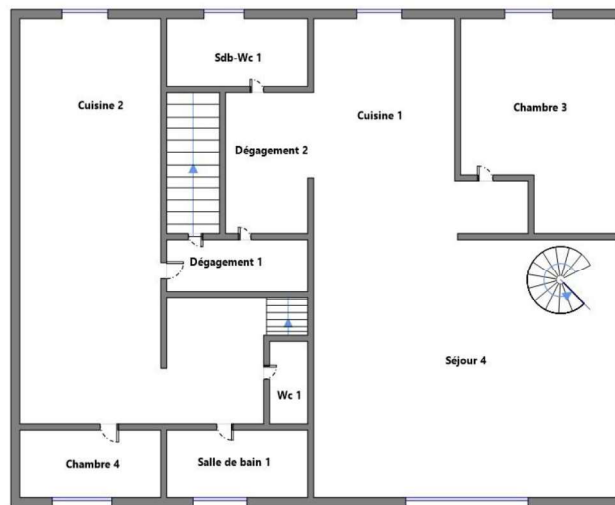 Sdb-Wc 1
Cuisine 2
Cuisine 1
Chambre 3
Dégagement 2
Dégagement 1
Séjour 4
Wc 1
Chambre 4
Salle de bain 1